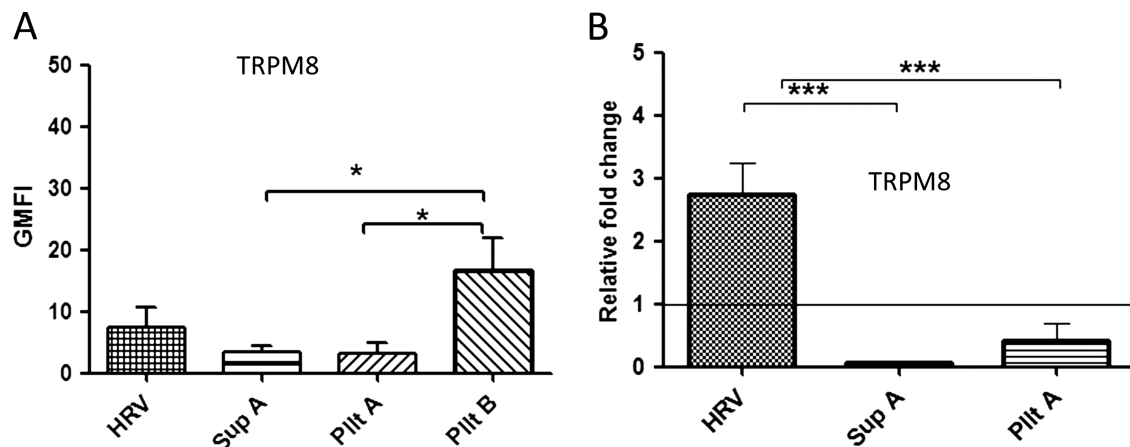 A
TRPM8
GMFI
50
40
30
20
10
0
*
*
HRV
Sup A
Pllt A
Pllt B
B
Relative fold change
5
4
3
2
1
0
***
***
TRPM8
HRV
Sup A
Pllt A